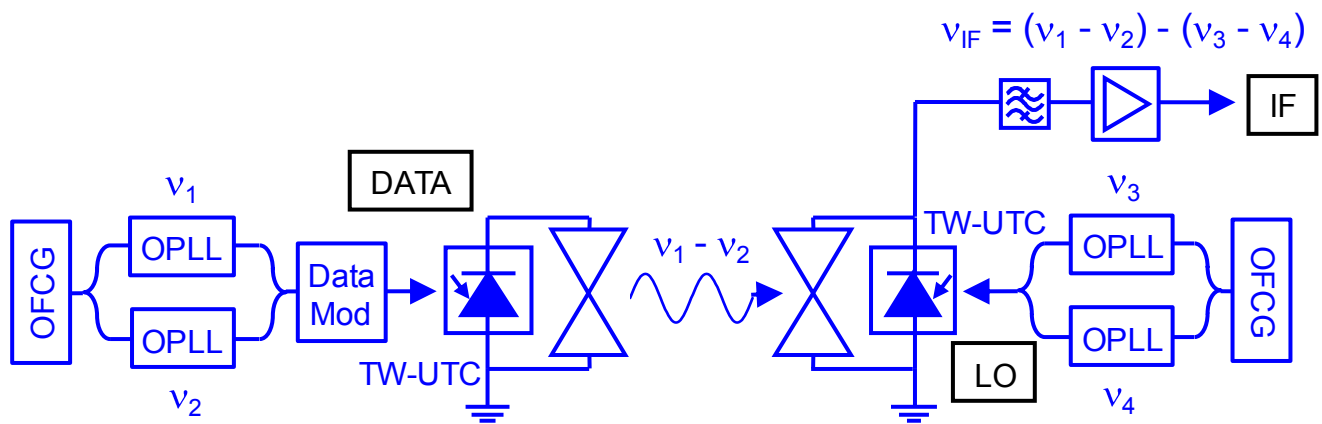 ν_IF = (ν₁ - ν₂) - (ν₃ - ν₄)
IF
DATA
ν₁
OFCG
OPLL
OPLL
ν₂
Data
Mod
TW-UTC
ν₁ - ν₂
TW-UTC
LO
ν₃
OPLL
OPLL
ν₄
OFCG